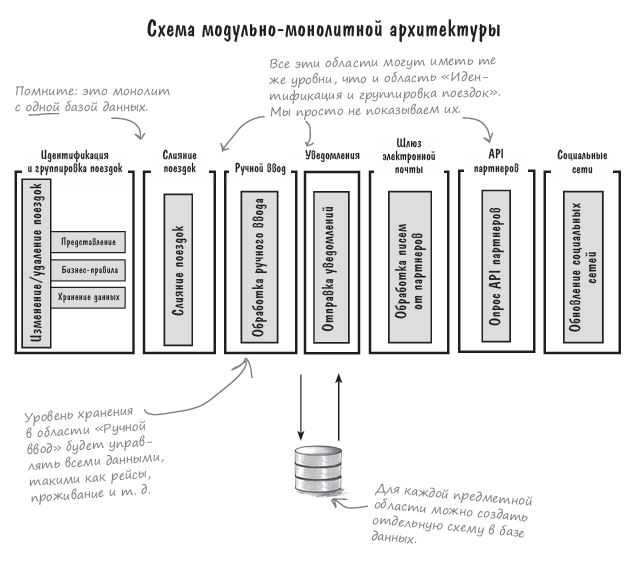 Схема модульно-монолитной архитектуры
Помните: это монолит
с одной базой данных.
Все эти области могут иметь те
же уровни, что и область «Иден-
тификация и группировка поездок».
Мы просто не показываем их.
Идентификация
и группировка поездок
Слияние
поездок
Ручной ввод
Уведомления
Шлюз
электронной
почты
API
партнеров
Социальные
сети
Изменение/удаление поездок
Представление
Бизнес-правила
Хранение данных
Слияние поездок
Обработка ручного ввода
Отправка уведомлений
Обработка писем
от партнеров
Опрос API партнеров
Обновление социальных
сетей
Уровень хранения
в области «Ручной
ввод» будет управ-
лять всеми данными,
такими как рейсы,
проживание и т. д.
Для каждой предметной
области можно создать
отдельную схему в базе
данных.